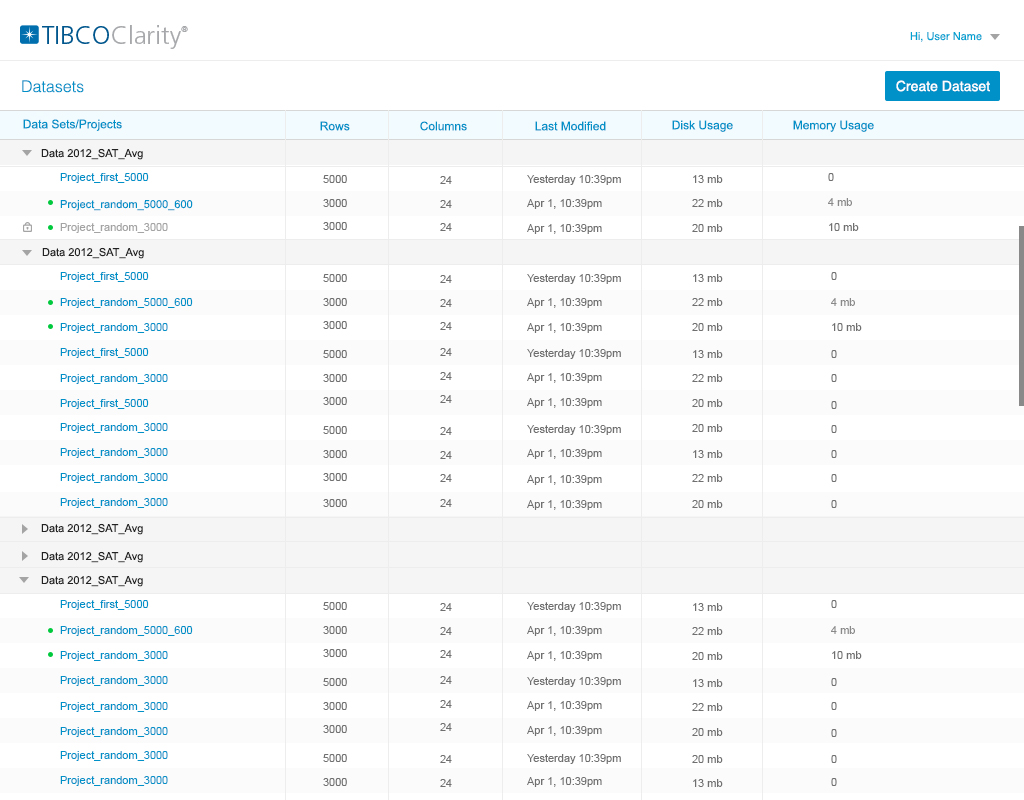 TIBCOClarity®
Hi, User Name
Datasets
Create Dataset
Data Sets/Projects Rows Columns Last Modified Disk Usage Memory Usage
Data 2012_SAT_Avg
Project_first_5000 5000 24 Yesterday 10:39pm 13 mb 0
Project_random_5000_600 3000 24 Apr 1, 10:39pm 22 mb 4 mb
Project_random_3000 3000 24 Apr 1, 10:39pm 20 mb 10 mb
Data 2012_SAT_Avg
Project_first_5000 5000 24 Yesterday 10:39pm 13 mb 0
Project_random_5000_600 3000 24 Apr 1, 10:39pm 22 mb 4 mb
Project_random_3000 3000 24 Apr 1, 10:39pm 20 mb 10 mb
Project_first_5000 5000 24 Yesterday 10:39pm 13 mb 0
Project_random_3000 3000 24 Apr 1, 10:39pm 22 mb 0
Project_first_5000 3000 24 Apr 1, 10:39pm 20 mb 0
Project_random_3000 5000 24 Yesterday 10:39pm 20 mb 0
Project_random_3000 3000 24 Apr 1, 10:39pm 13 mb 0
Project_random_3000 3000 24 Apr 1, 10:39pm 22 mb 0
Project_random_3000 3000 24 Apr 1, 10:39pm 20 mb 0
Data 2012_SAT_Avg
Data 2012_SAT_Avg
Data 2012_SAT_Avg
Project_first_5000 5000 24 Yesterday 10:39pm 13 mb 0
Project_random_5000_600 3000 24 Apr 1, 10:39pm 22 mb 4 mb
Project_random_3000 3000 24 Apr 1, 10:39pm 20 mb 10 mb
Project_random_3000 5000 24 Yesterday 10:39pm 13 mb 0
Project_random_3000 3000 24 Apr 1, 10:39pm 22 mb 0
Project_random_3000 3000 24 Apr 1, 10:39pm 20 mb 0
Project_random_3000 5000 24 Yesterday 10:39pm 20 mb 0
Project_random_3000 3000 24 Apr 1, 10:39pm 13 mb 0